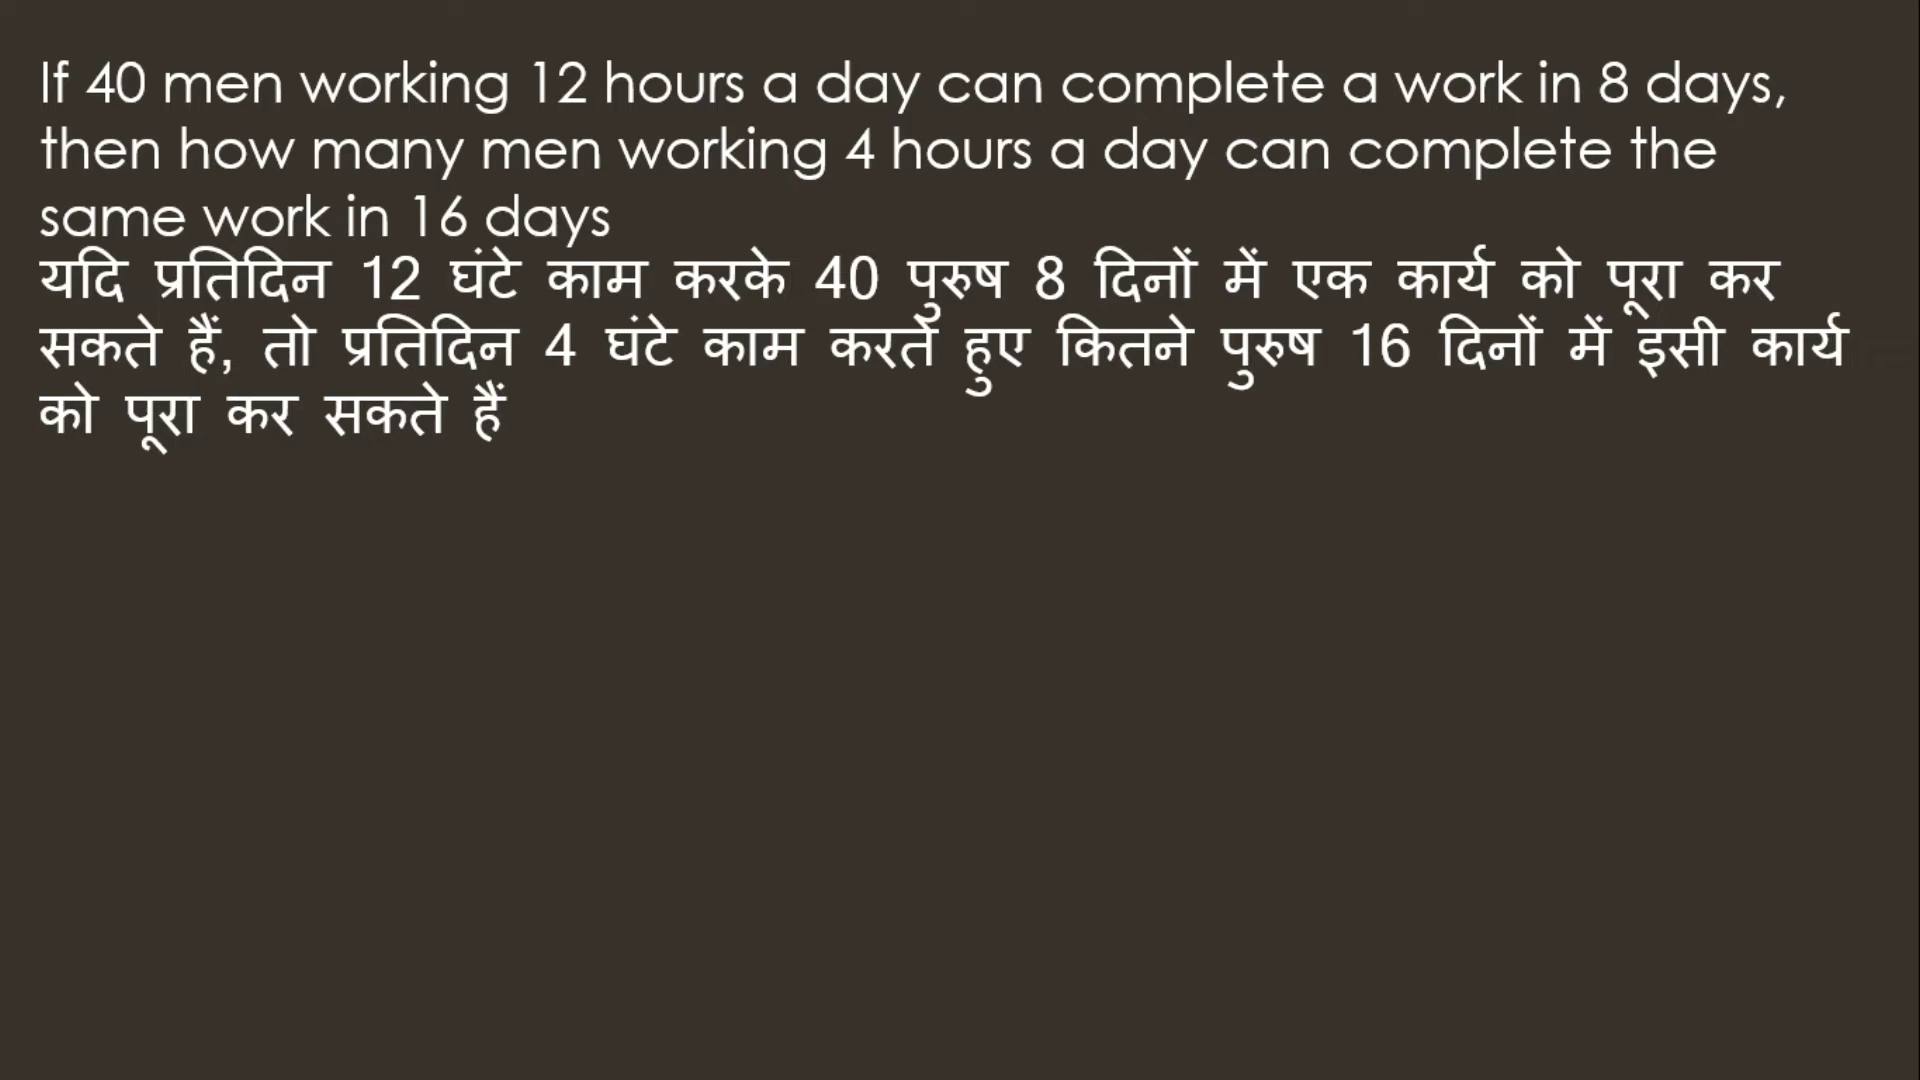 If 40 men working 12 hours a day can complete a work in 8 days,
then how many men working 4 hours a day can complete the
same work in 16 days
यदि प्रतिदिन 12 घंटे काम करके 40 पुरुष 8 दिनों में एक कार्य को पूरा कर
सकते हैं, तो प्रतिदिन 4 घंटे काम करते हुए कितने पुरुष 16 दिनों में इसी कार्य
को पूरा कर सकते हैं